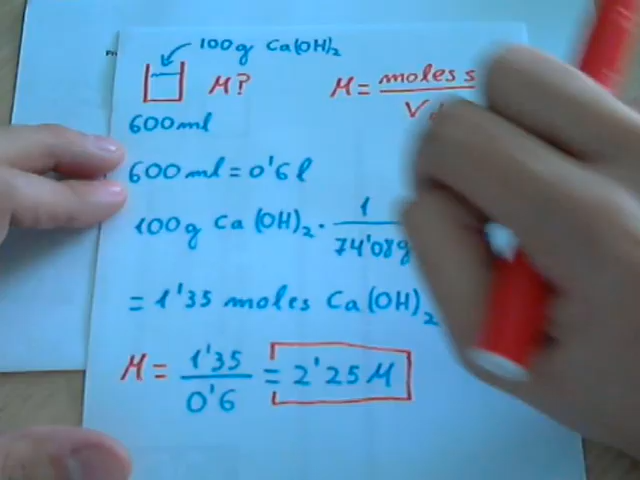 100g Ca(OH)₂
M? M = moles s / V
600ml
600ml = 0'6l
100g Ca(OH)₂ · 1 / 74'08g
= 1'35 moles Ca(OH)₂
M = 1'35 / 0'6 = 2'25 M